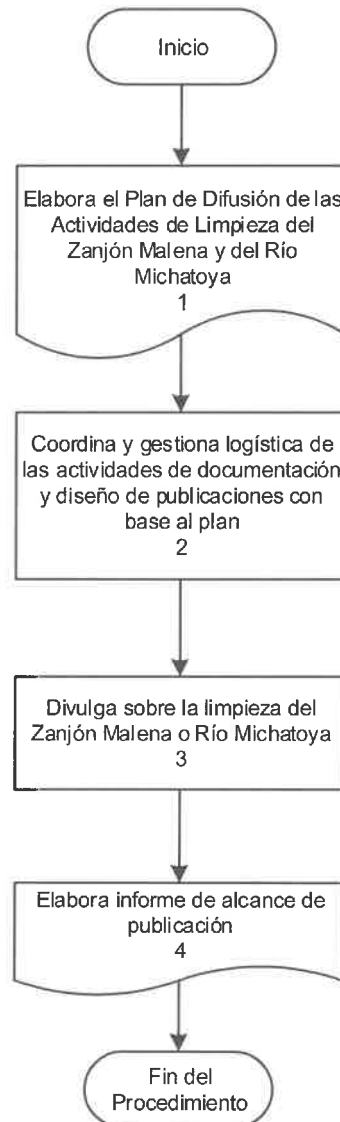 Inicio
Elabora el Plan de Difusión de las
Actividades de Limpieza del
Zanjón Malena y del Río
Michatoya
1
Coordina y gestiona logística de
las actividades de documentación
y diseño de publicaciones con
base al plan
2
Divulga sobre la limpieza del
Zanjón Malena o Río Michatoya
3
Elabora informe de alcance de
publicación
4
Fin del
Procedimiento